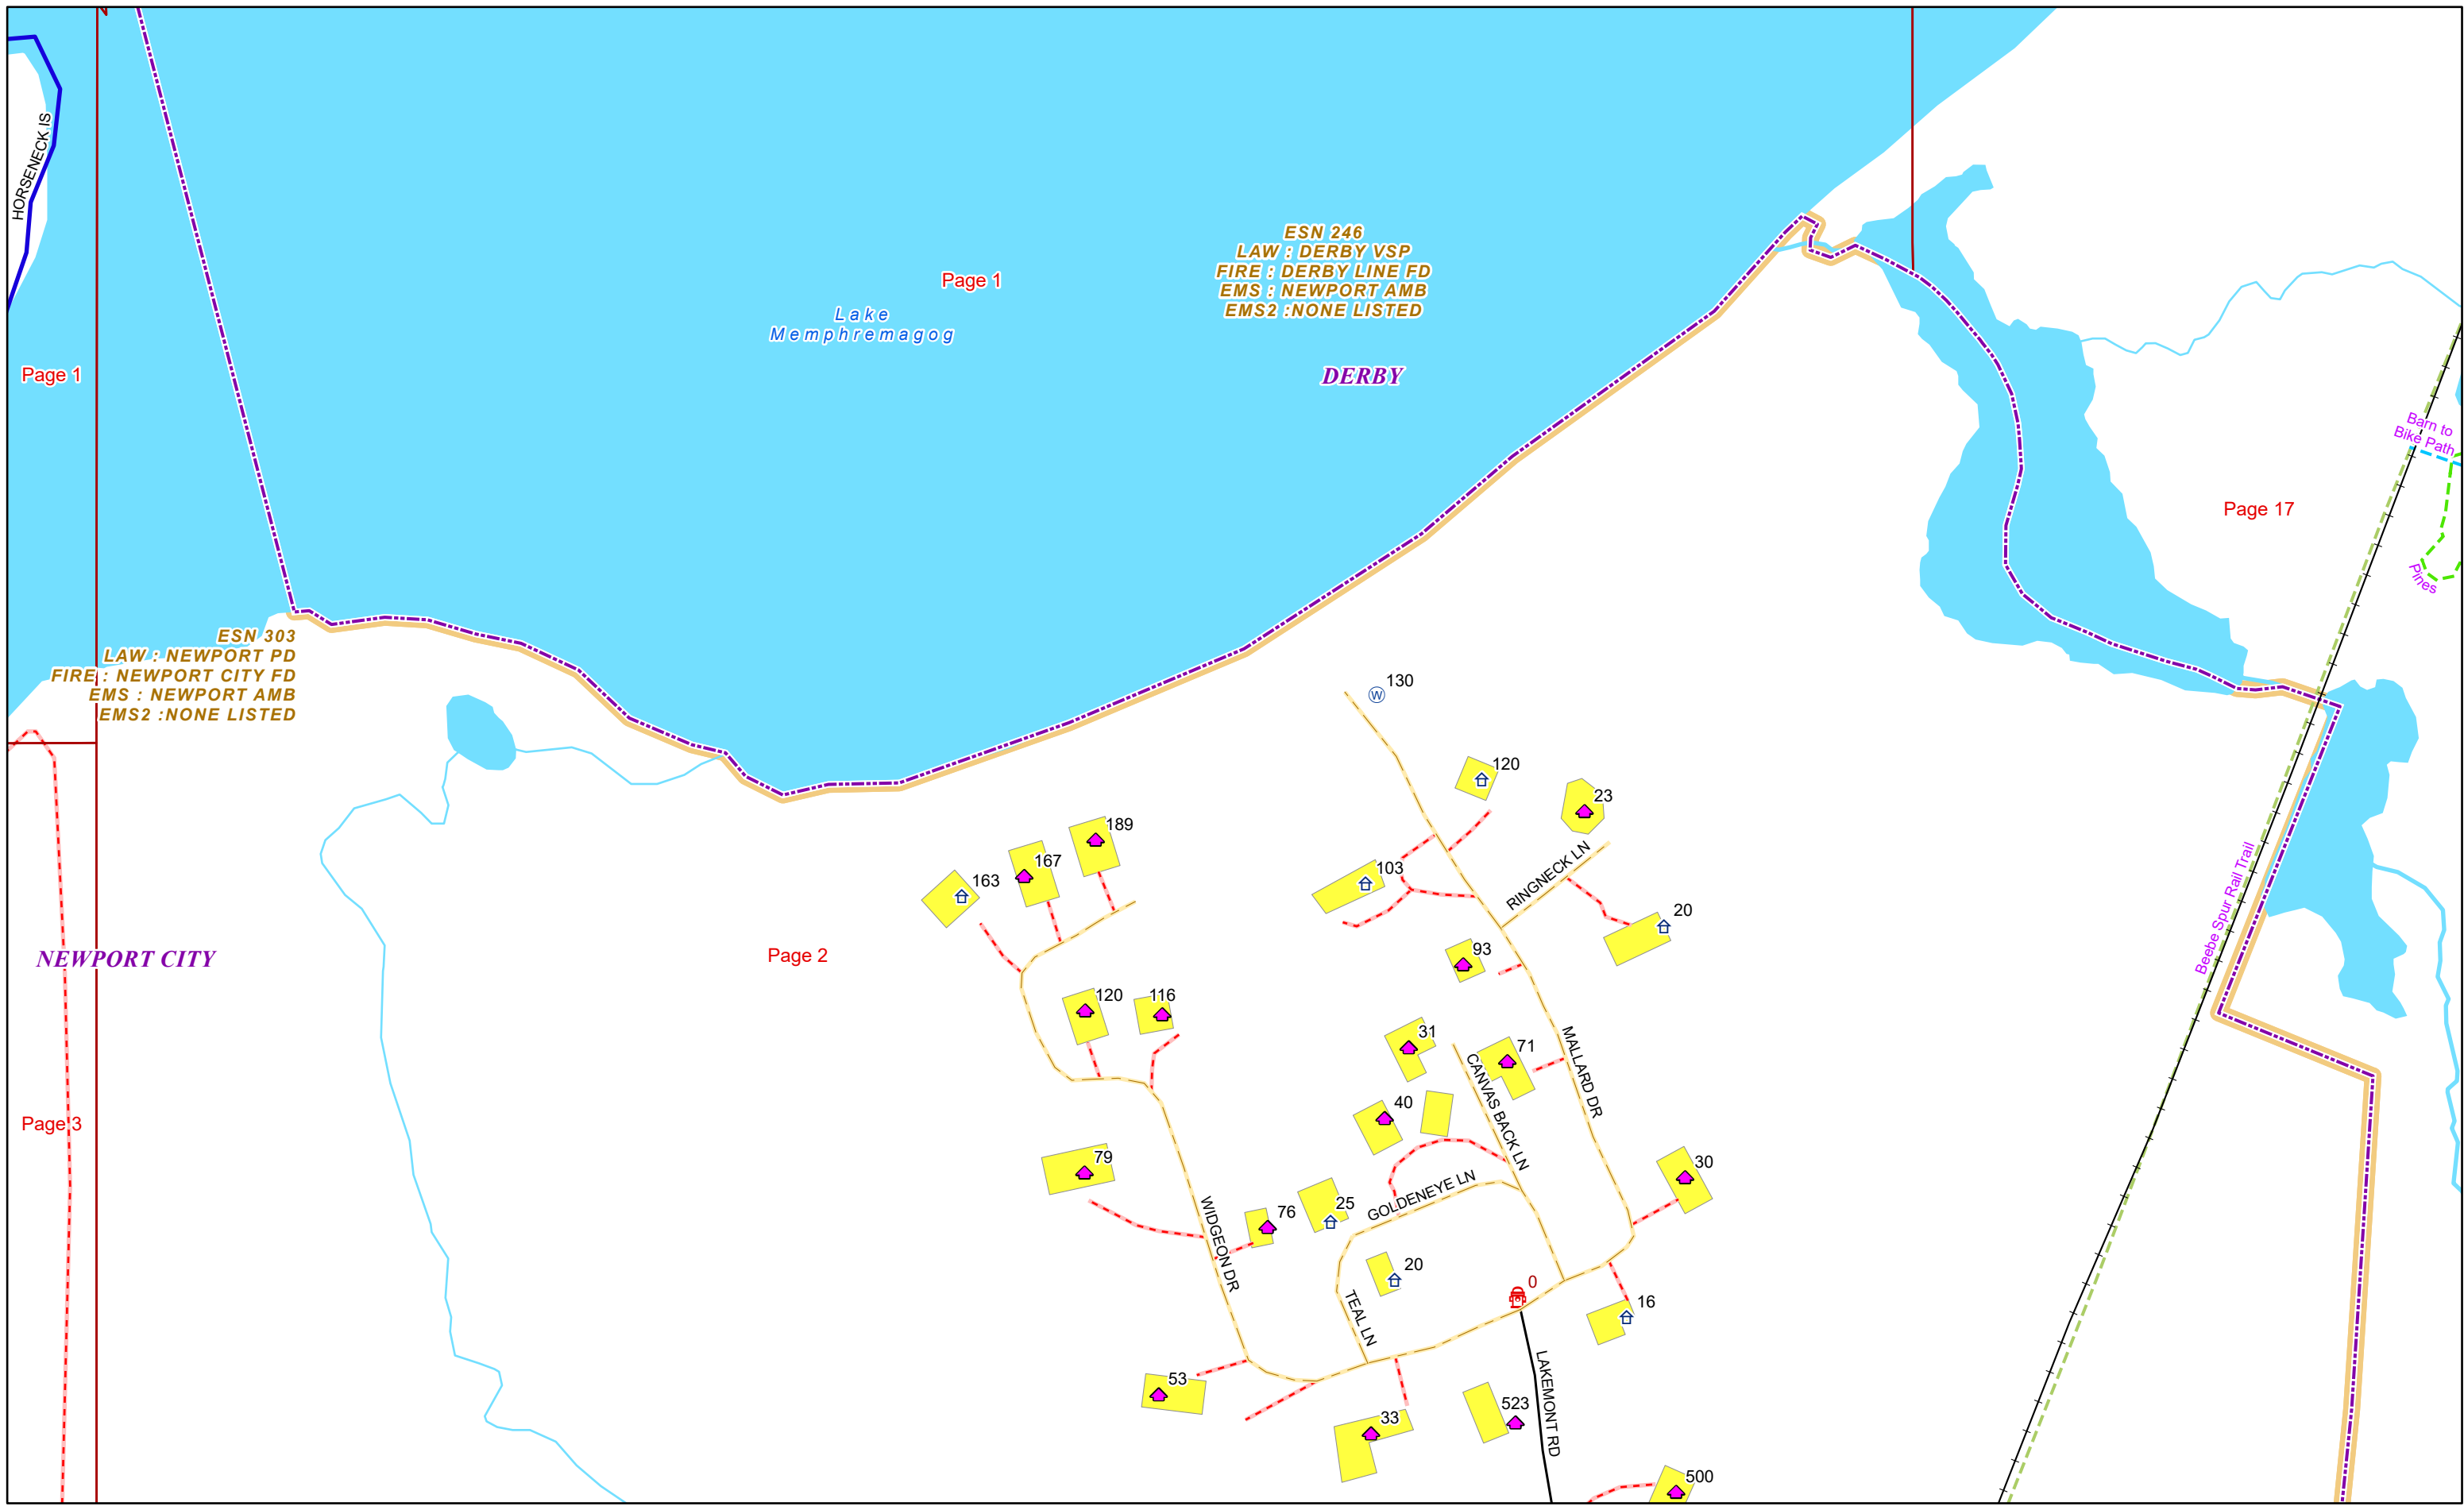 HORSENECK IS
ESN 246
LAW : DERBY VSP
FIRE : DERBY LINE FD
EMS : NEWPORT AMB
EMS2 :NONE LISTED
Page 1
Lake
Memphremagog
Page 1
DERBY
Barn to
Bike Path
Page 17
Pines
ESN 303
LAW : NEWPORT PD
FIRE : NEWPORT CITY FD
EMS : NEWPORT AMB
EMS2 :NONE LISTED
W
130
120
23
189
167
163
103
RINGNECK LN
20
Beebe Spur Rail Trail
NEWPORT CITY
Page 2
93
120
116
31
71
MALLARD DR
CANVAS BACK LN
40
Page 3
79
30
GOLDENEYE LN
25
76
WIDGEON DR
20
0
16
TEAL LN
LAKEMONT RD
53
523
33
500